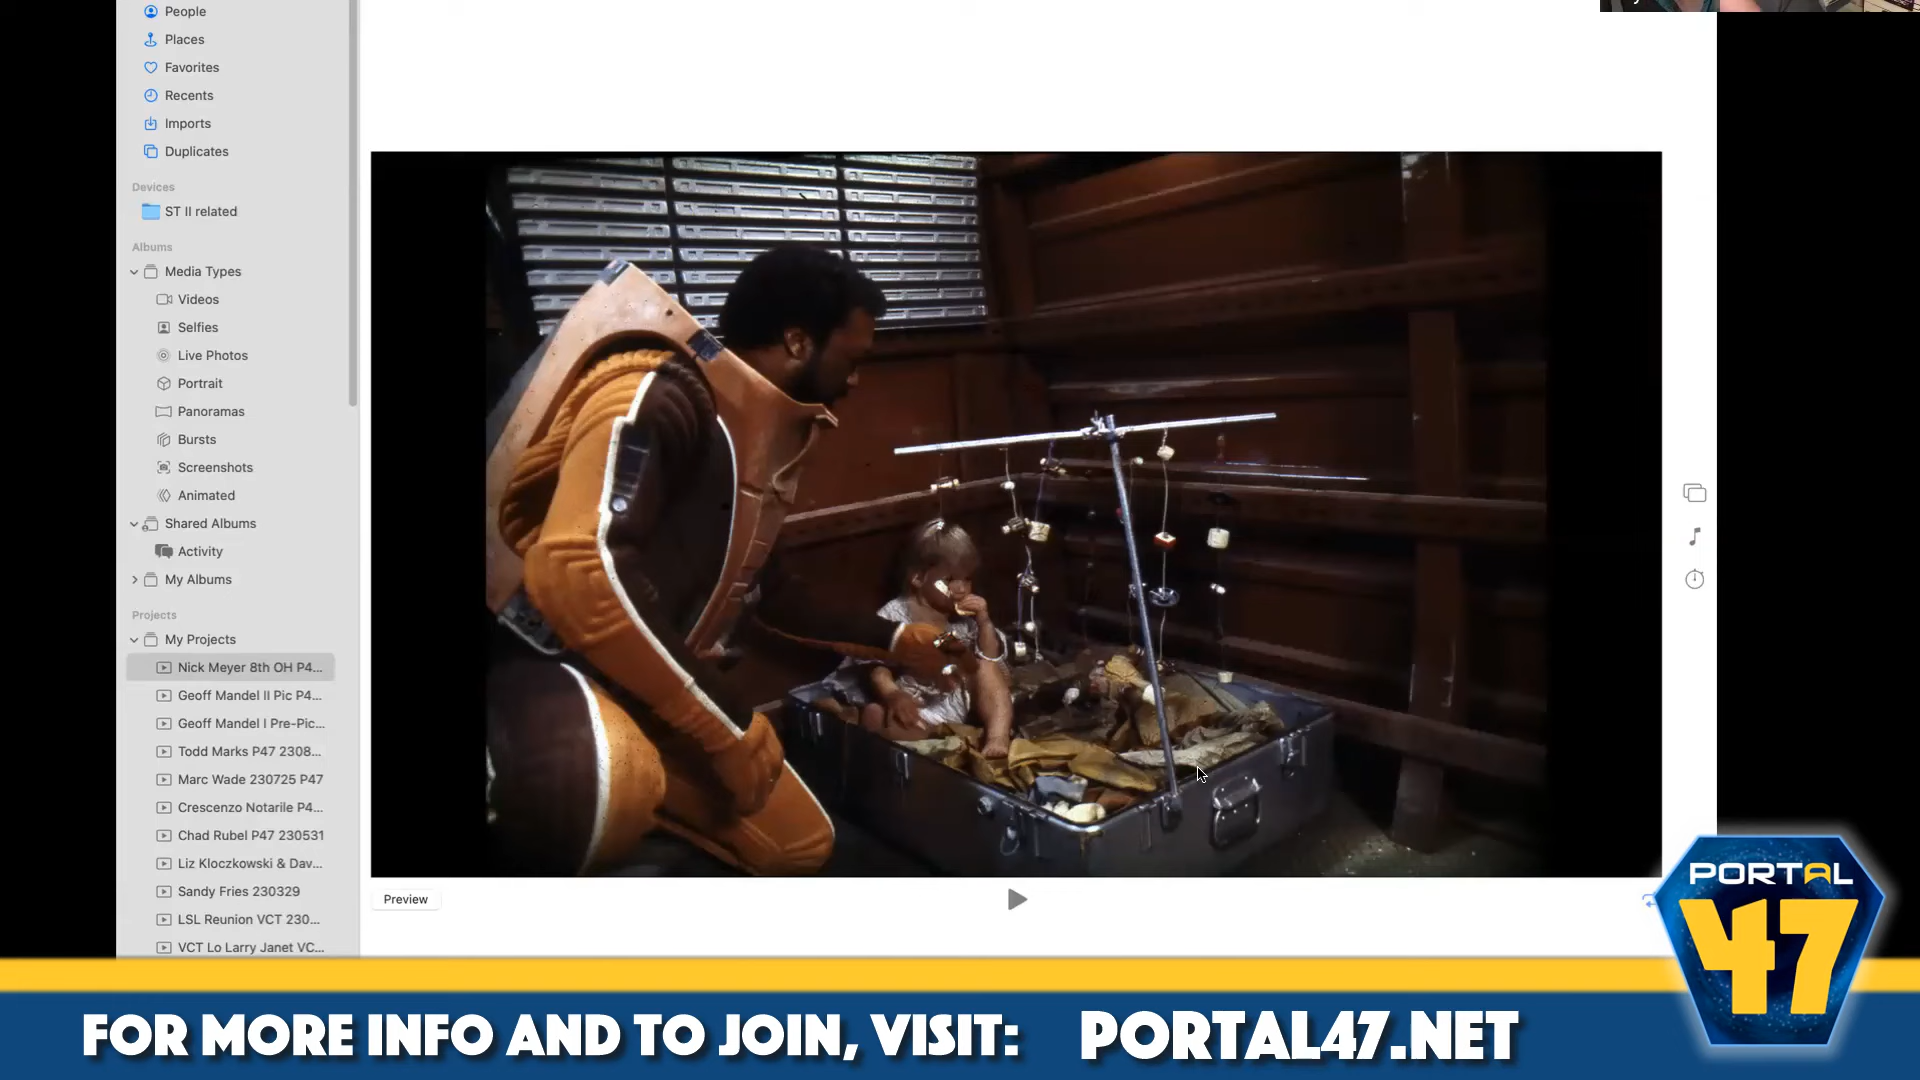 People
Places
Favorites
Recents
Imports
Duplicates
Devices
ST II related
Albums
Media Types
Videos
Selfies
Live Photos
Portrait
Panoramas
Bursts
Screenshots
Animated
Shared Albums
Activity
My Albums
Projects
My Projects
Nick Meyer 8th OH P4...
Geoff Mandel II Pic P4...
Geoff Mandel I Pre-Pic...
Todd Marks P47 2308...
Marc Wade 230725 P47
Crescenzo Notarile P4...
Chad Rubel P47 230531
Liz Kloczkowski & Dav...
Sandy Fries 230329
LSL Reunion VCT 230...
VCT Lo Larry Janet VC...
Preview
PORTAL
47
FOR MORE INFO AND TO JOIN, VISIT: PORTAL47.NET